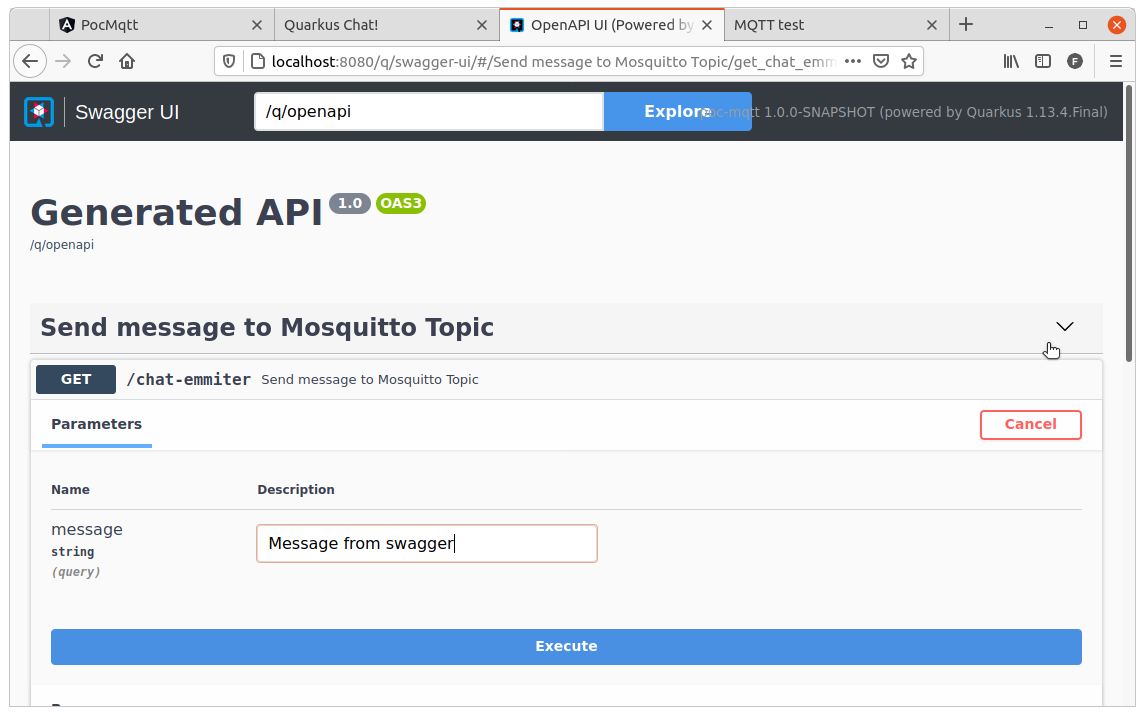 PocMqtt
Quarkus Chat!
OpenAPI UI (Powered by
MQTT test
localhost:8080/q/swagger-ui/#/Send message to Mosquitto Topic/get_chat_emm
F
Swagger UI
/q/openapi
Explore
poc-mqtt 1.0.0-SNAPSHOT (powered by Quarkus 1.13.4.Final)
Generated API 1.0 OAS3
/q/openapi
Send message to Mosquitto Topic
GET /chat-emmiter Send message to Mosquitto Topic
Parameters
Cancel
Name Description
message
Message from swagger
string
(query)
Execute